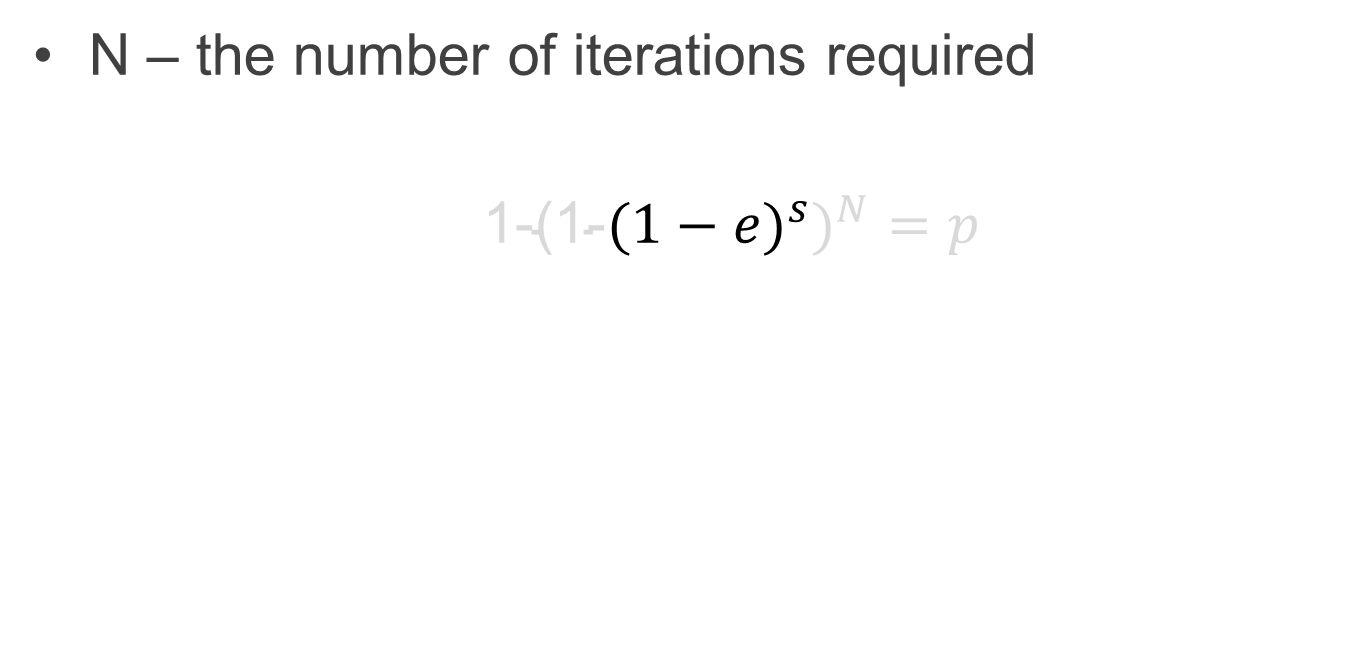 • N – the number of iterations required
1-(1-(1 − e)^s)^N = p